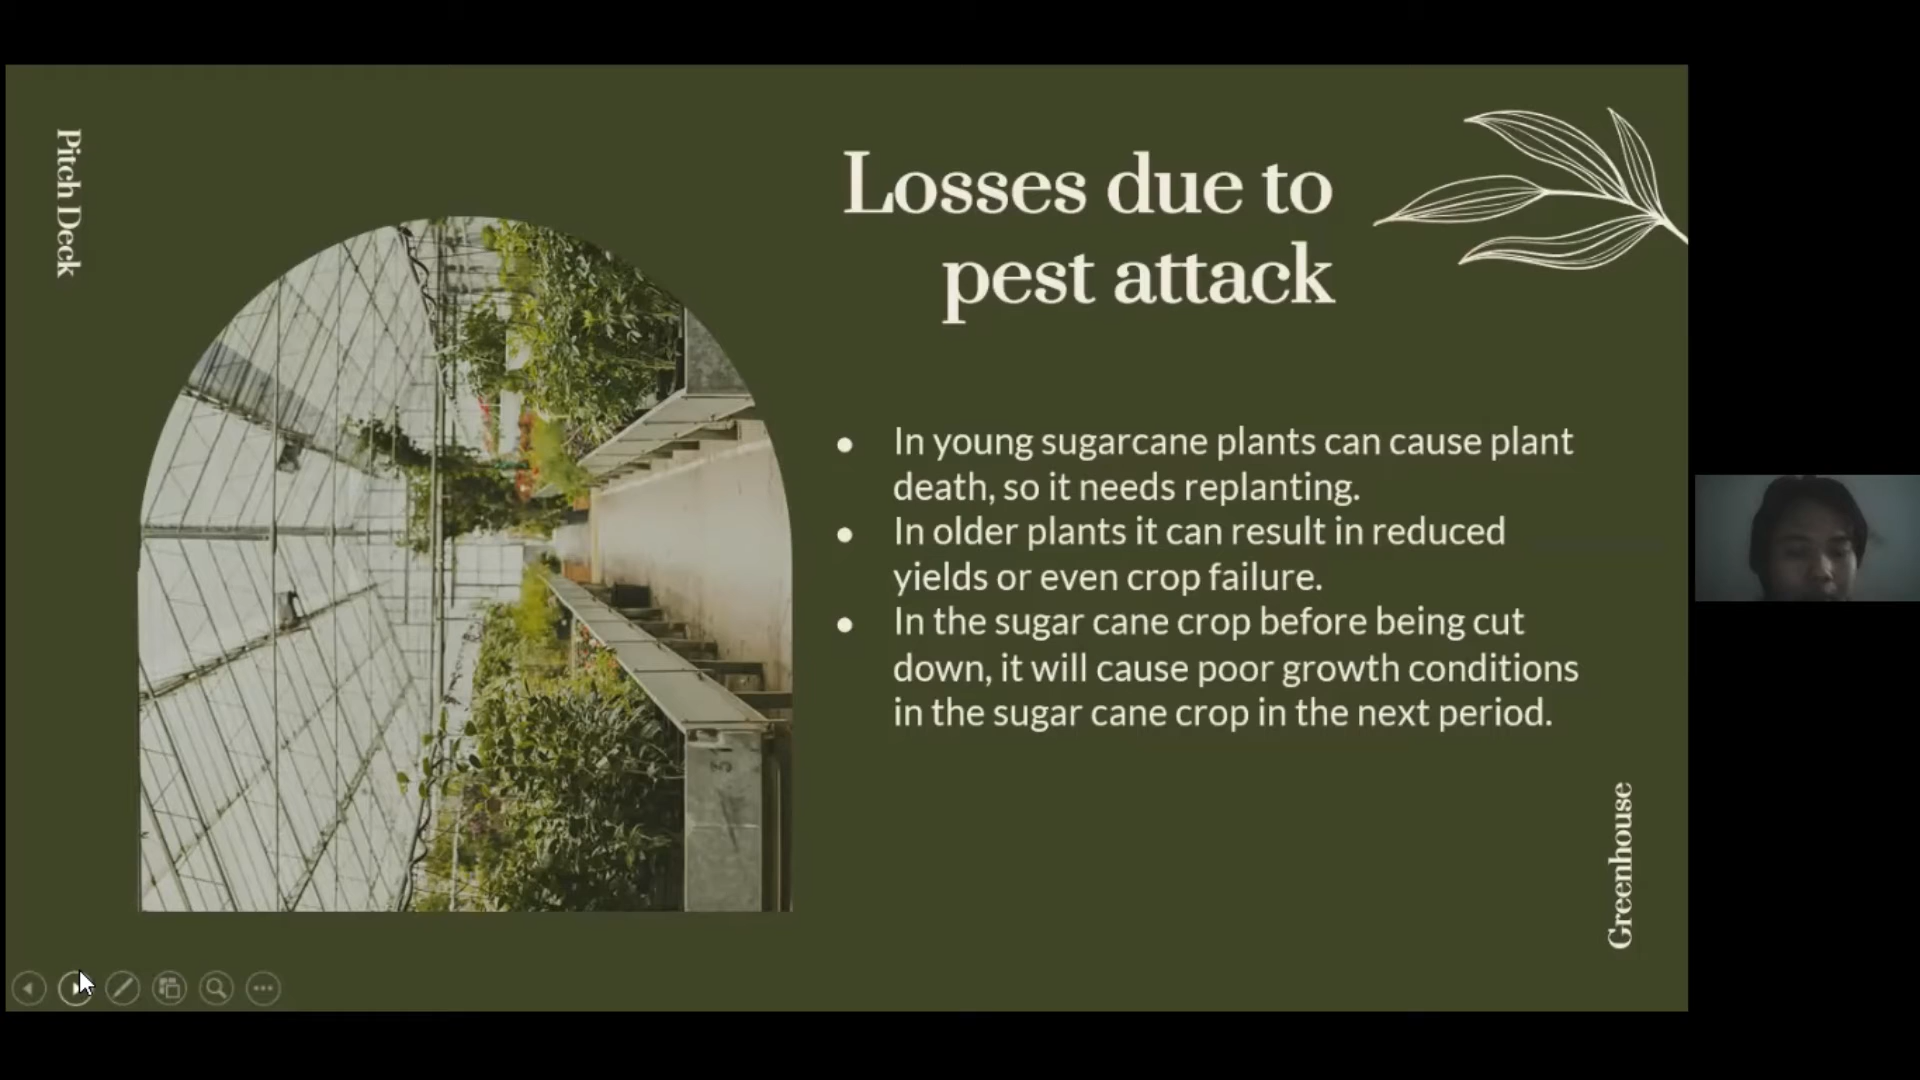 Pitch Deck
Losses due to
pest attack
In young sugarcane plants can cause plant
death, so it needs replanting.
In older plants it can result in reduced
yields or even crop failure.
In the sugar cane crop before being cut
down, it will cause poor growth conditions
in the sugar cane crop in the next period.
Greenhouse